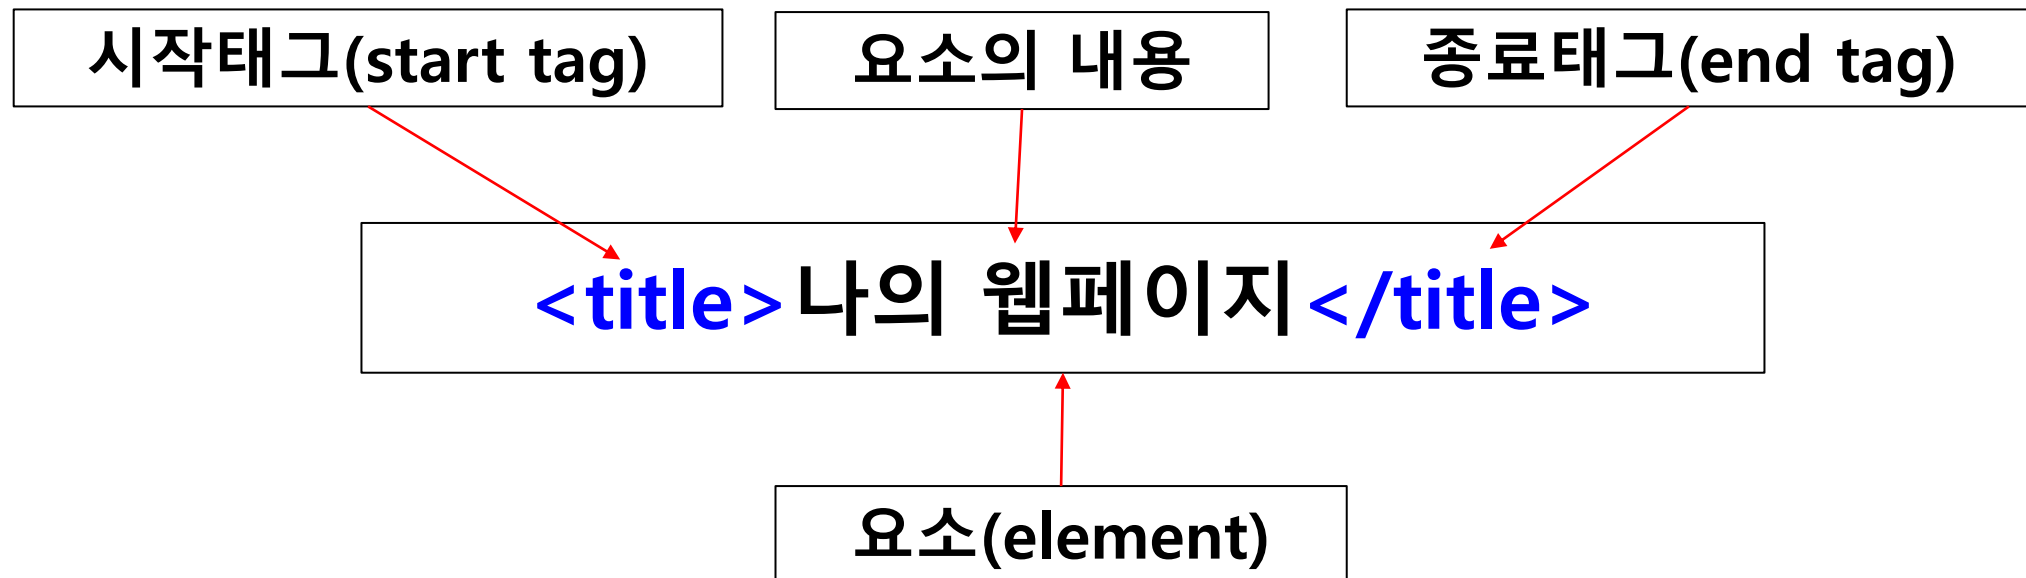 시작태그(start tag)
요소의 내용
종료태그(end tag)
<title>나의 웹페이지</title>
요소(element)